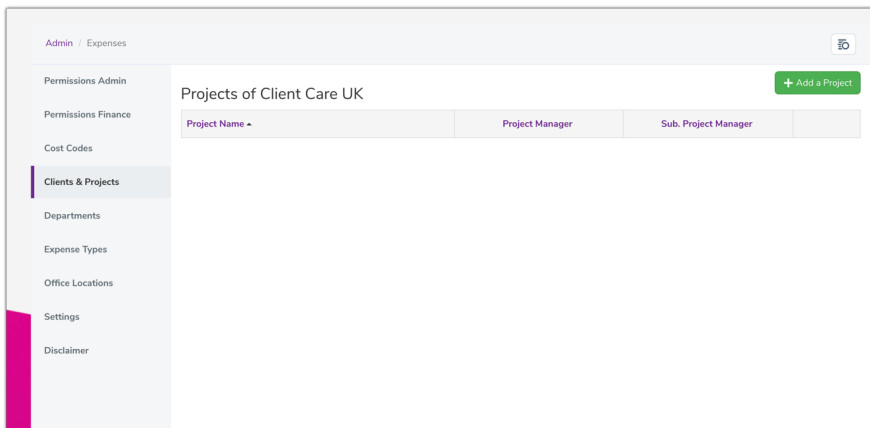 Admin / Expenses
Permissions Admin
Permissions Finance
Cost Codes
Clients & Projects
Departments
Expense Types
Office Locations
Settings
Disclaimer
Projects of Client Care UK
+ Add a Project
Project Name Project Manager Sub. Project Manager